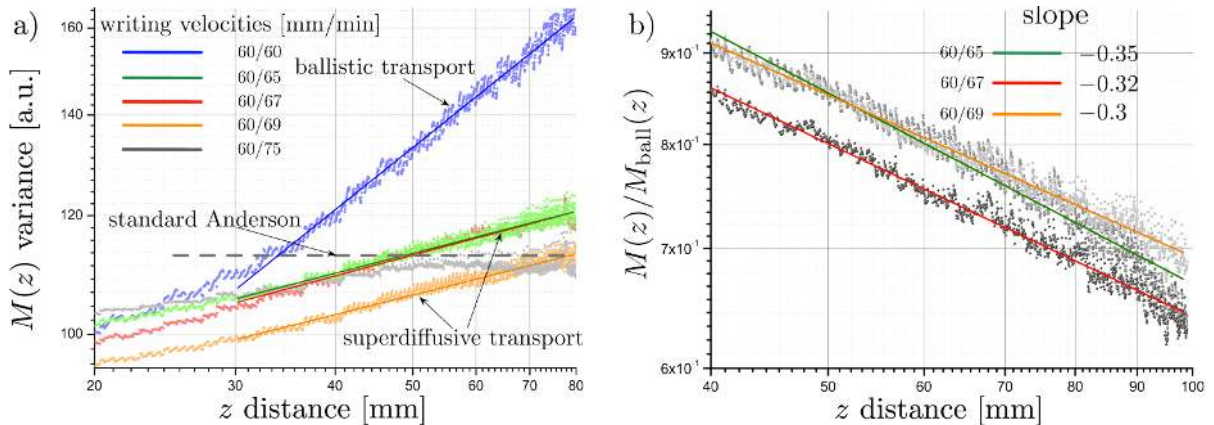 a)
writing velocities [mm/min]
60/60
60/65
60/67
60/69
60/75
ballistic transport
standard Anderson
superdiffusive transport
M(z) variance [a.u.]
160
140
120
100
20 30 40 50 60 70 80
z distance [mm]
b)
slope
60/65 −0.35
60/67 −0.32
60/69 −0.3
M(z)/M_ball(z)
9x10⁻¹
8x10⁻¹
7x10⁻¹
6x10⁻¹
40 50 60 70 80 90 100
z distance [mm]